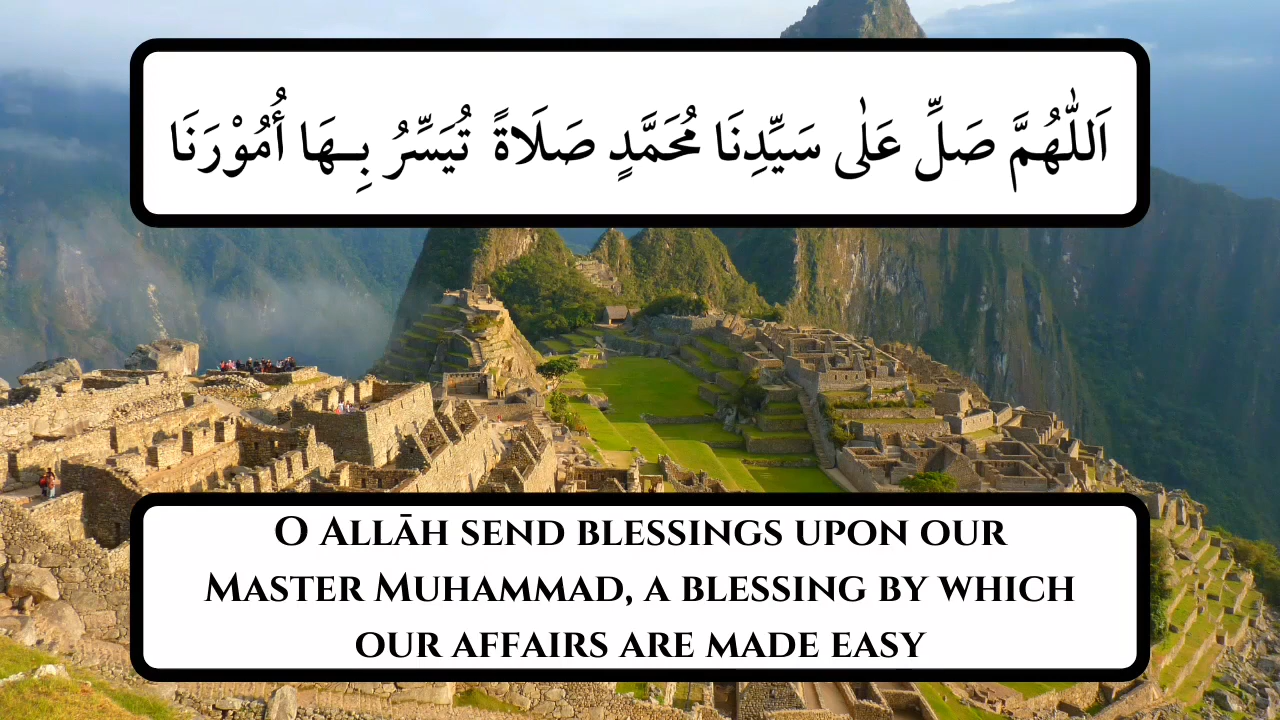 اَللّٰهُمَّ صَلِّ عَلٰى سَيِّدِنَا مُحَمَّدٍ صَلَاةً تُيَسِّرُ بِـهَا أُمُوْرَنَا
O Allāh send blessings upon our
Master Muhammad, a blessing by which
our affairs are made easy